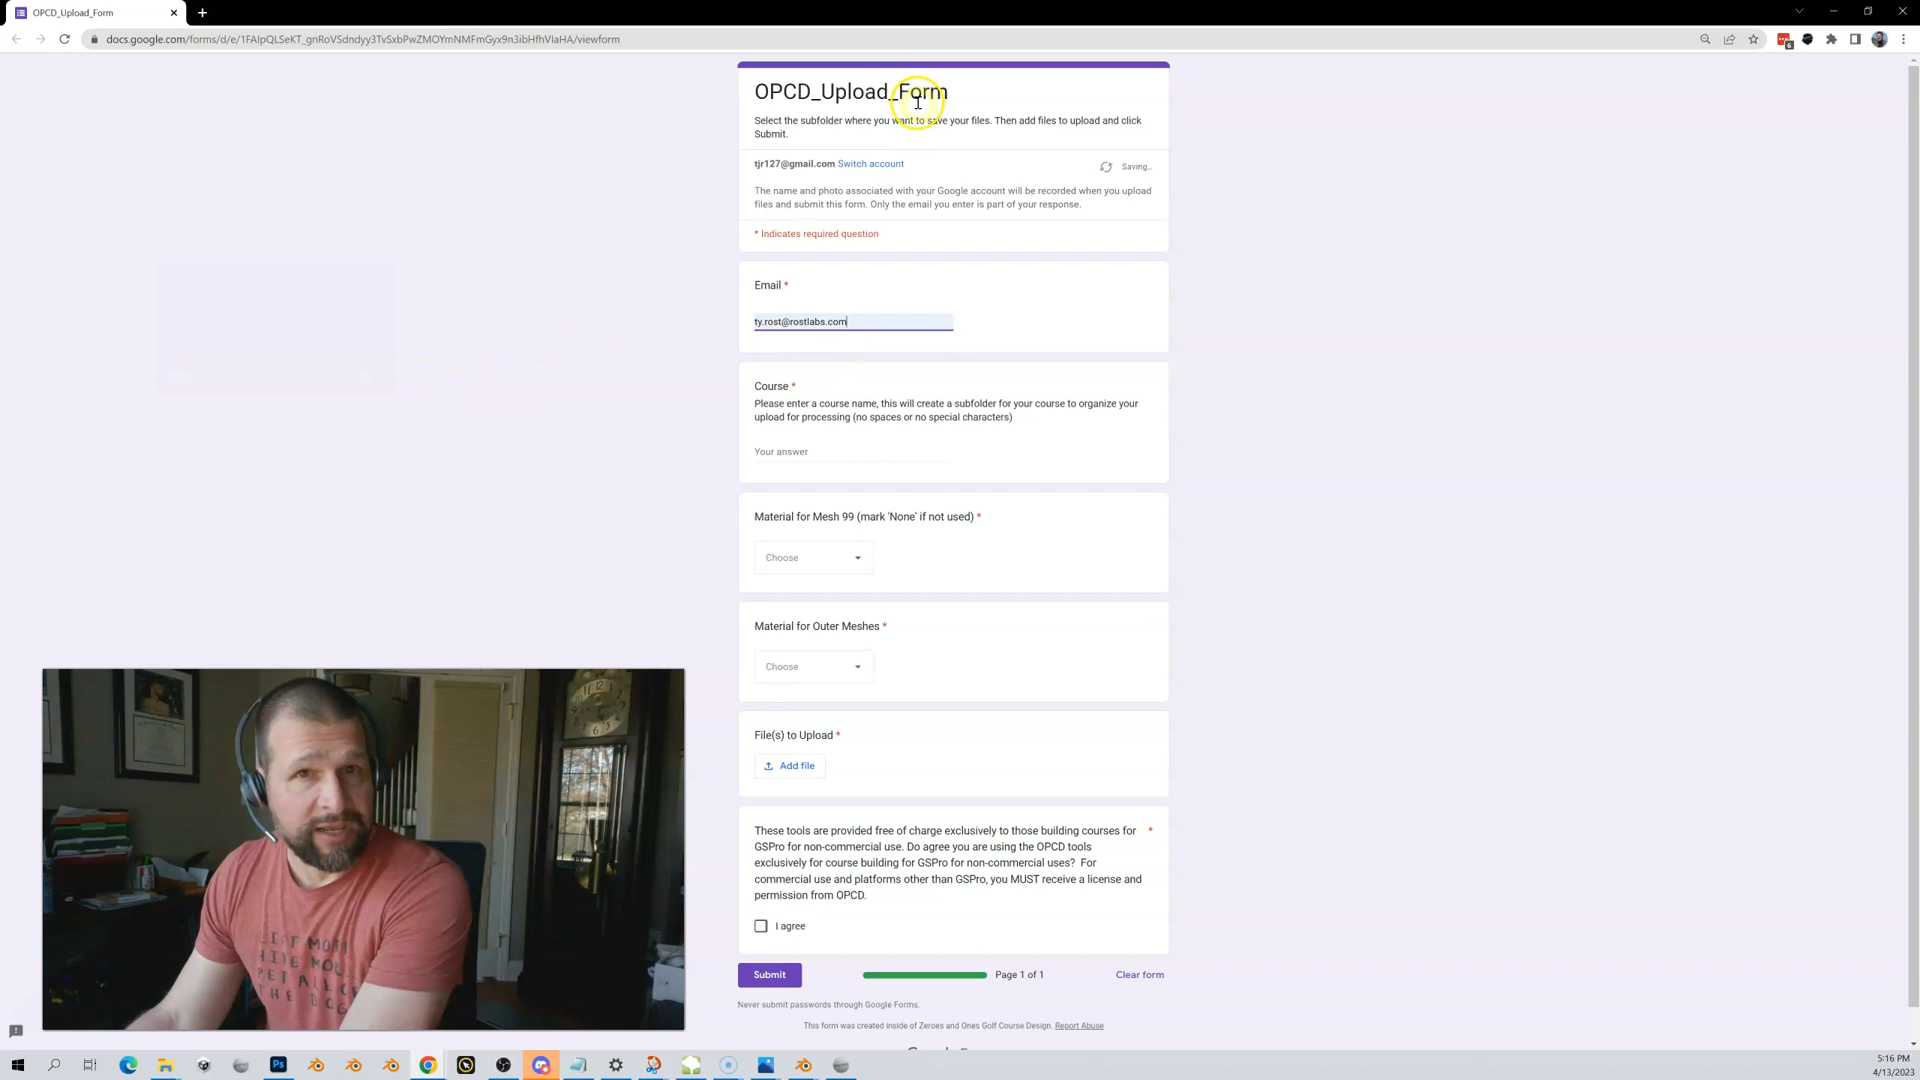 OPCD_Upload_Form
docs.google.com/forms/d/e/1FAIpQLSeKT_gnRoVSdndyy3TvSxbPwZMOYmNMFmGyx9n3ibHfhVIaHA/viewform
6
OPCD_Upload_Form
Select the subfolder where you want to save your files. Then add files to upload and click
Submit.
tjr127@gmail.com Switch account
Saving...
The name and photo associated with your Google account will be recorded when you upload
files and submit this form. Only the email you enter is part of your response.
* Indicates required question
Email *
ty.rost@rostlabs.com
Course *
Please enter a course name, this will create a subfolder for your course to organize your
upload for processing (no spaces or no special characters)
Your answer
Material for Mesh 99 (mark 'None' if not used) *
Choose
Material for Outer Meshes *
Choose
File(s) to Upload *
Add file
These tools are provided free of charge exclusively to those building courses for *
GSPro for non-commercial use. Do agree you are using the OPCD tools
exclusively for course building for GSPro for non-commercial uses? For
commercial use and platforms other than GSPro, you MUST receive a license and
permission from OPCD.
I agree
Submit
Page 1 of 1
Clear form
Never submit passwords through Google Forms.
This form was created inside of Zeroes and Ones Golf Course Design. Report Abuse
Ps
5:16 PM
4/13/2023